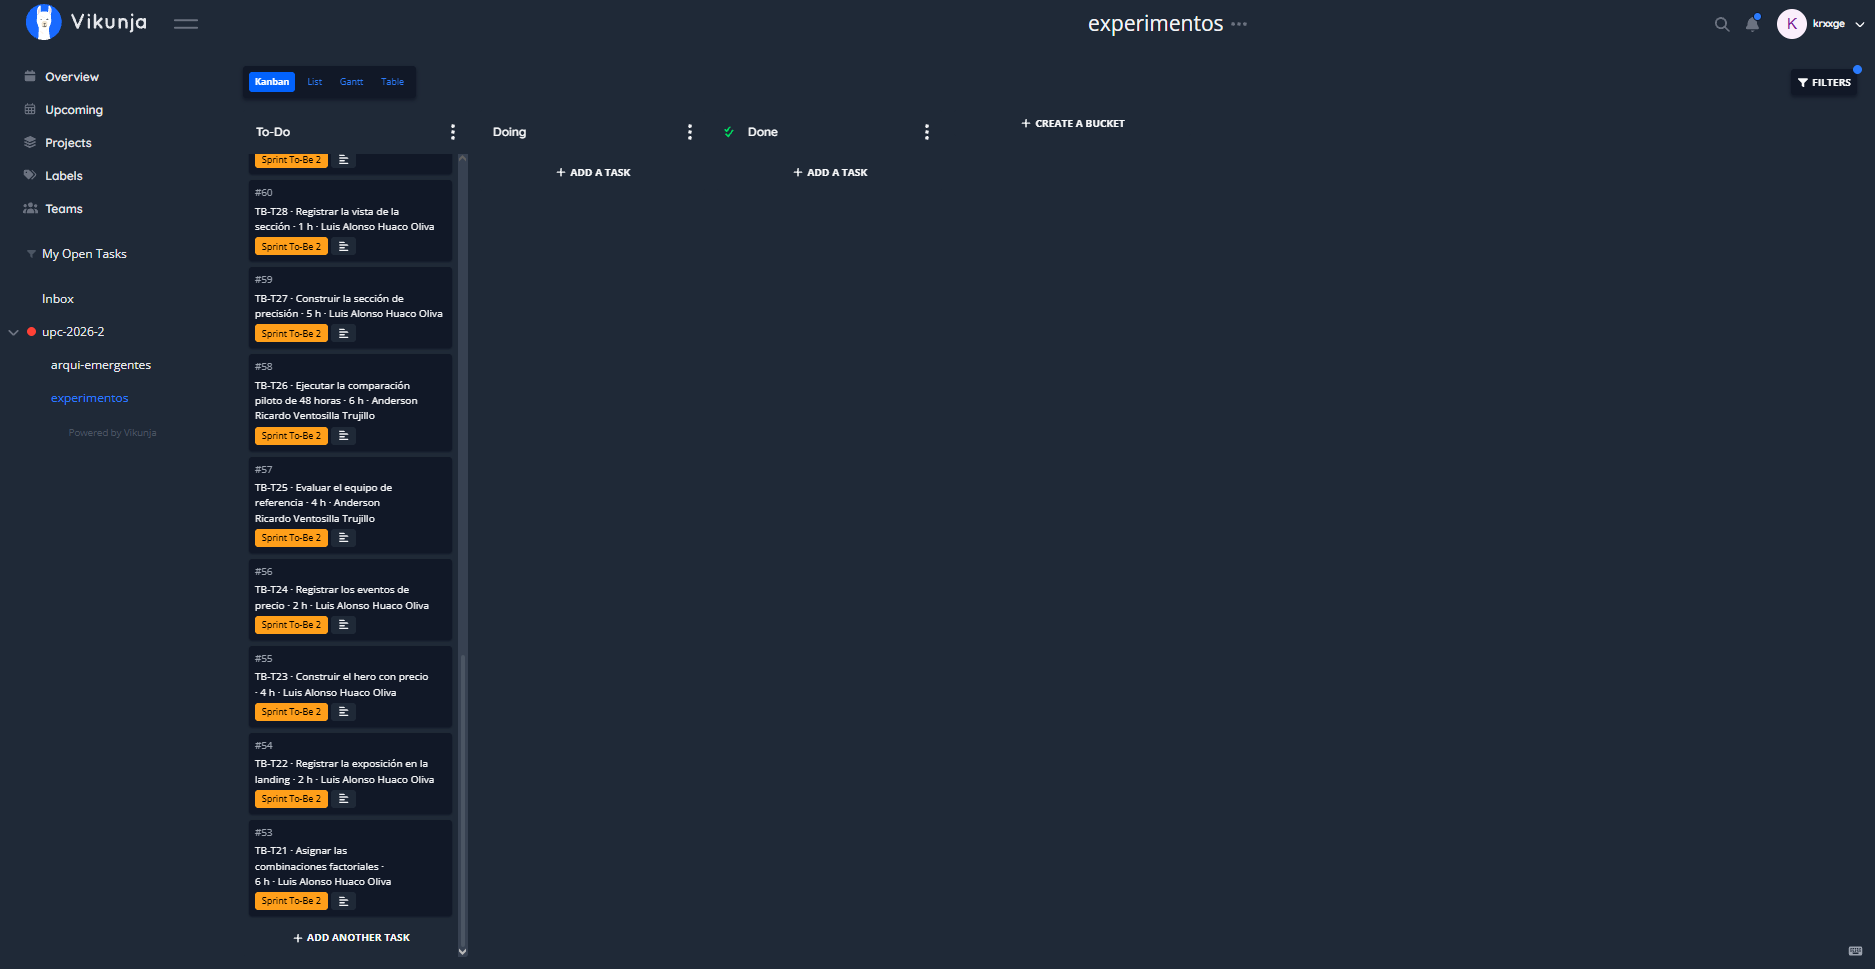 Vikunja
experimentos
K
krxxge
Overview
Upcoming
Projects
Labels
Teams
My Open Tasks
Inbox
upc-2026-2
arqui-emergentes
experimentos
Powered by Vikunja
Kanban
List
Gantt
Table
FILTERS
To-Do
Sprint To-Be 2
#60
TB-T28 · Registrar la vista de la
sección · 1 h · Luis Alonso Huaco Oliva
Sprint To-Be 2
#59
TB-T27 · Construir la sección de
precisión · 5 h · Luis Alonso Huaco Oliva
Sprint To-Be 2
#58
TB-T26 · Ejecutar la comparación
piloto de 48 horas · 6 h · Anderson
Ricardo Ventosilla Trujillo
Sprint To-Be 2
#57
TB-T25 · Evaluar el equipo de
referencia · 4 h · Anderson
Ricardo Ventosilla Trujillo
Sprint To-Be 2
#56
TB-T24 · Registrar los eventos de
precio · 2 h · Luis Alonso Huaco Oliva
Sprint To-Be 2
#55
TB-T23 · Construir el hero con precio
· 4 h · Luis Alonso Huaco Oliva
Sprint To-Be 2
#54
TB-T22 · Registrar la exposición en la
landing · 2 h · Luis Alonso Huaco Oliva
Sprint To-Be 2
#53
TB-T21 · Asignar las
combinaciones factoriales ·
6 h · Luis Alonso Huaco Oliva
Sprint To-Be 2
+ ADD ANOTHER TASK
Doing
+ ADD A TASK
Done
+ ADD A TASK
+ CREATE A BUCKET